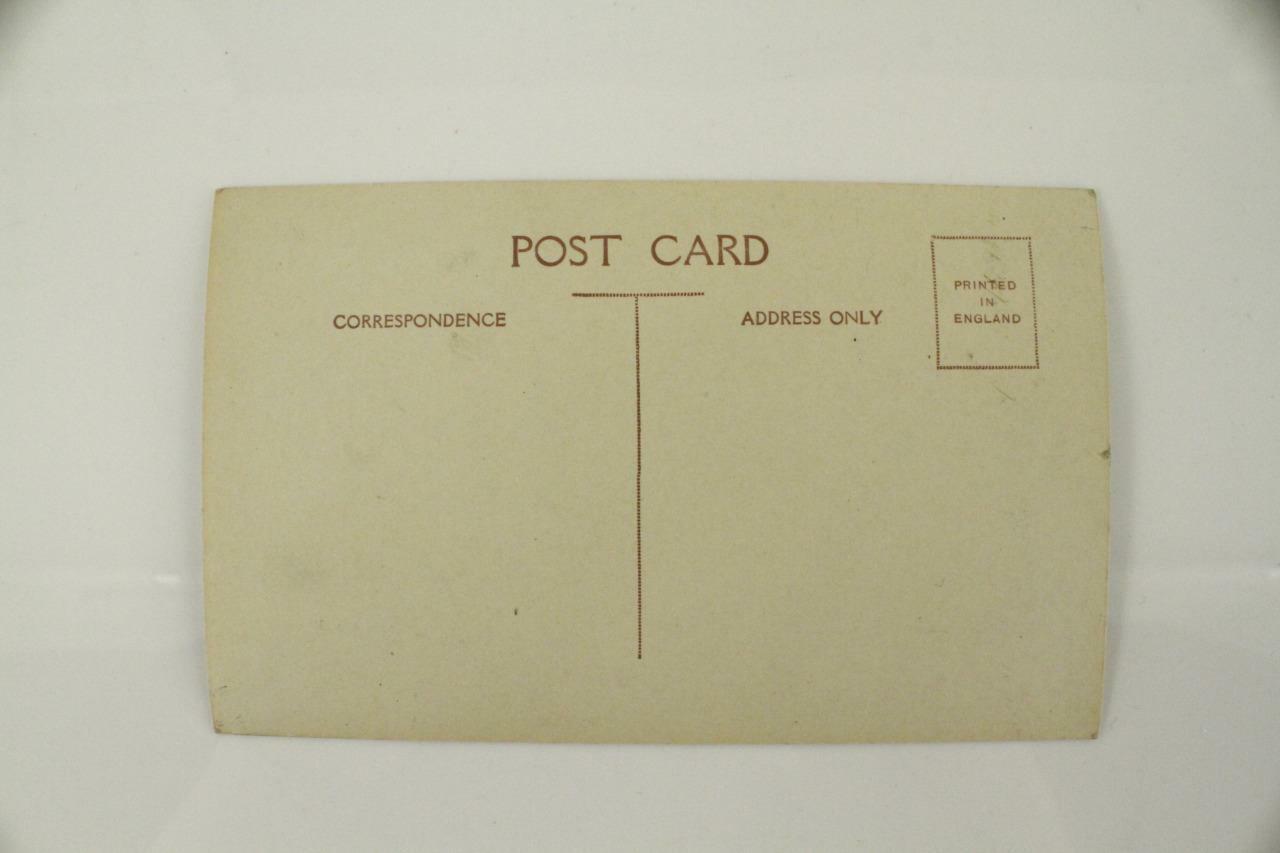 POST CARD
CORRESPONDENCE
ADDRESS ONLY
PRINTED
IN
ENGLAND